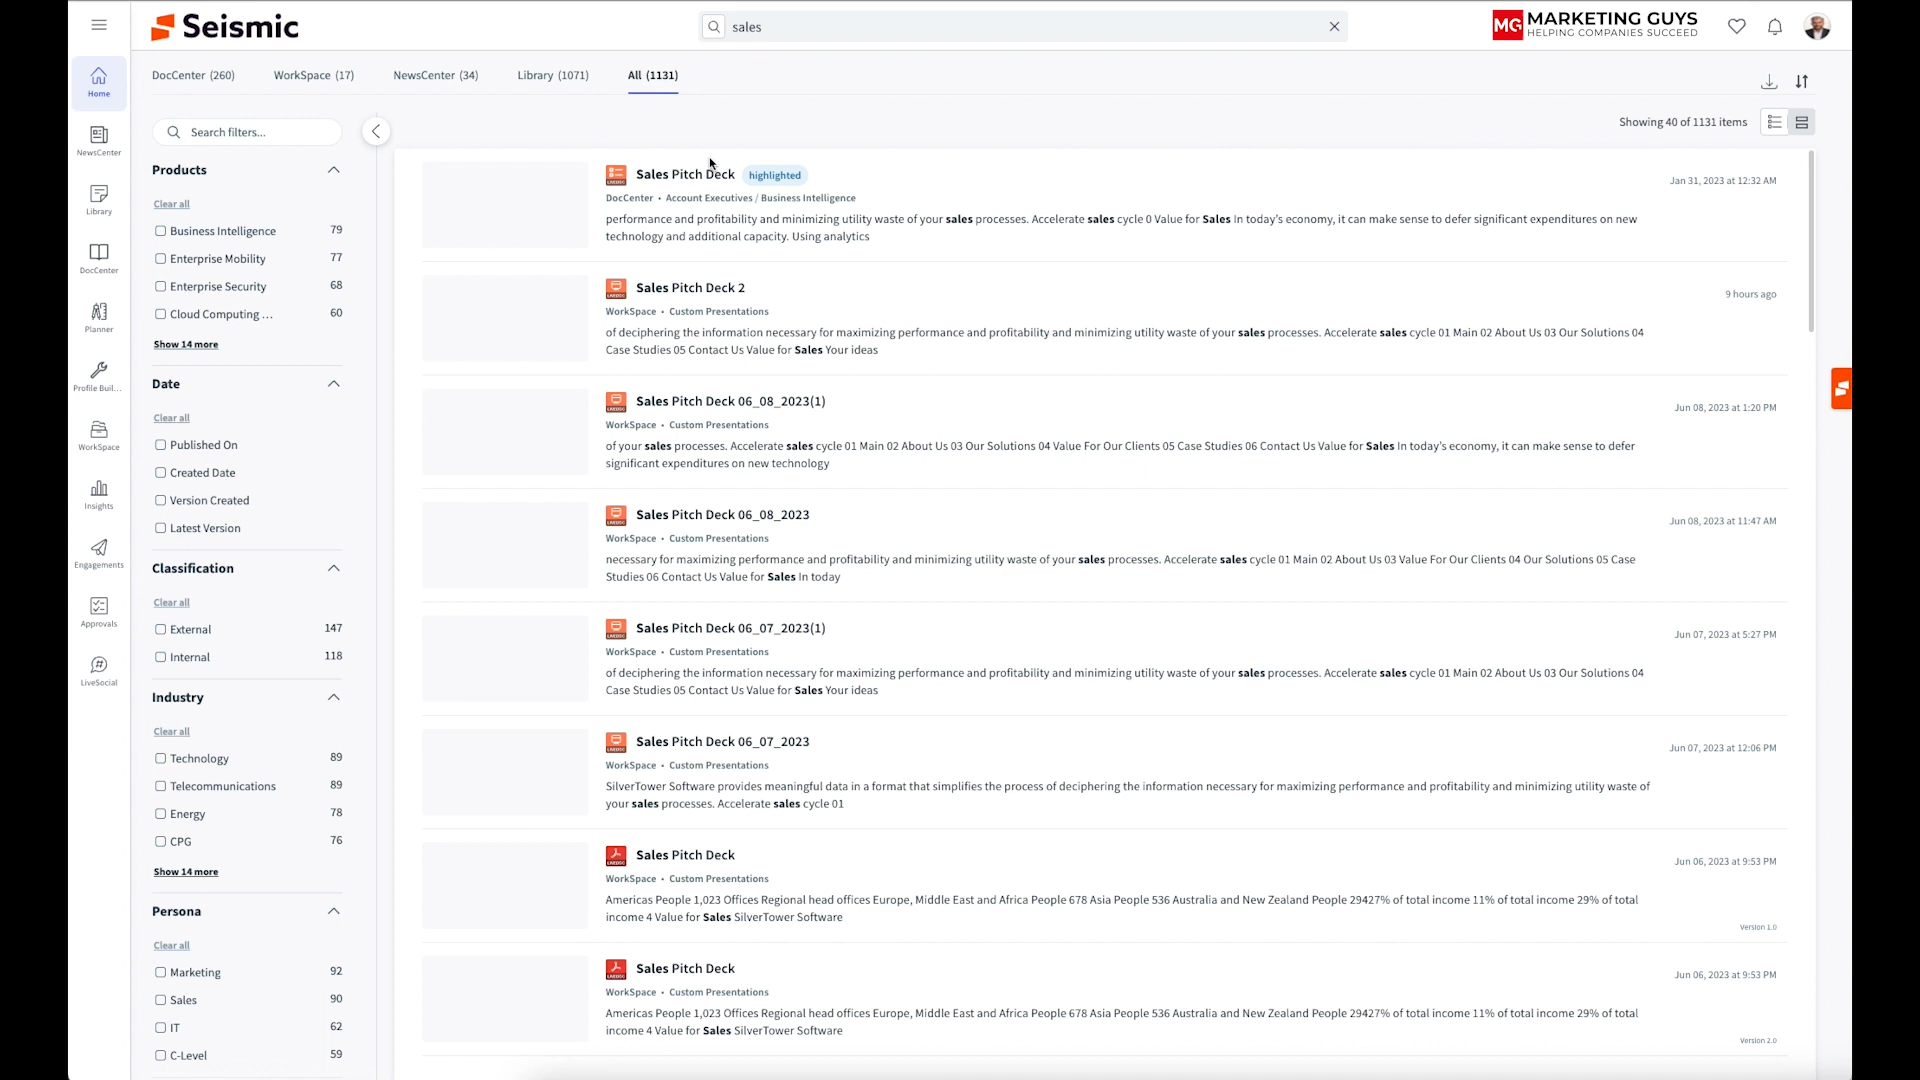 Seismic
sales
MG MARKETING GUYS
HELPING COMPANIES SUCCEED
DocCenter (260) WorkSpace (17) NewsCenter (34) Library (1071) All (1131)
Home
NewsCenter
Library
DocCenter
Planner
Profile Buil...
WorkSpace
Insights
Engagements
Approvals
LiveSocial
Search filters...
Showing 40 of 1131 items
Products
Clear all
Business Intelligence 79
Enterprise Mobility 77
Enterprise Security 68
Cloud Computing ... 60
Show 14 more
Date
Clear all
Published On
Created Date
Version Created
Latest Version
Classification
Clear all
External 147
Internal 118
Industry
Clear all
Technology 89
Telecommunications 89
Energy 78
CPG 76
Show 14 more
Persona
Clear all
Marketing 92
Sales 90
IT 62
C-Level 59
Sales Pitch Deck highlighted
Jan 31, 2023 at 12:32 AM
DocCenter • Account Executives / Business Intelligence
performance and profitability and minimizing utility waste of your sales processes. Accelerate sales cycle 0 Value for Sales In today's economy, it can make sense to defer significant expenditures on new
technology and additional capacity. Using analytics
Sales Pitch Deck 2
9 hours ago
WorkSpace • Custom Presentations
of deciphering the information necessary for maximizing performance and profitability and minimizing utility waste of your sales processes. Accelerate sales cycle 01 Main 02 About Us 03 Our Solutions 04
Case Studies 05 Contact Us Value for Sales Your ideas
Sales Pitch Deck 06_08_2023(1)
Jun 08, 2023 at 1:20 PM
WorkSpace • Custom Presentations
of your sales processes. Accelerate sales cycle 01 Main 02 About Us 03 Our Solutions 04 Value For Our Clients 05 Case Studies 06 Contact Us Value for Sales In today's economy, it can make sense to defer
significant expenditures on new technology
Sales Pitch Deck 06_08_2023
Jun 08, 2023 at 11:47 AM
WorkSpace • Custom Presentations
necessary for maximizing performance and profitability and minimizing utility waste of your sales processes. Accelerate sales cycle 01 Main 02 About Us 03 Value For Our Clients 04 Our Solutions 05 Case
Studies 06 Contact Us Value for Sales In today
Sales Pitch Deck 06_07_2023(1)
Jun 07, 2023 at 5:27 PM
WorkSpace • Custom Presentations
of deciphering the information necessary for maximizing performance and profitability and minimizing utility waste of your sales processes. Accelerate sales cycle 01 Main 02 About Us 03 Our Solutions 04
Case Studies 05 Contact Us Value for Sales Your ideas
Sales Pitch Deck 06_07_2023
Jun 07, 2023 at 12:06 PM
WorkSpace • Custom Presentations
SilverTower Software provides meaningful data in a format that simplifies the process of deciphering the information necessary for maximizing performance and profitability and minimizing utility waste of
your sales processes. Accelerate sales cycle 01
Sales Pitch Deck
Jun 06, 2023 at 9:53 PM
WorkSpace • Custom Presentations
Americas People 1,023 Offices Regional head offices Europe, Middle East and Africa People 678 Asia People 536 Australia and New Zealand People 29427% of total income 11% of total income 29% of total
income 4 Value for Sales SilverTower Software
Version 1.0
Sales Pitch Deck
Jun 06, 2023 at 9:53 PM
WorkSpace • Custom Presentations
Americas People 1,023 Offices Regional head offices Europe, Middle East and Africa People 678 Asia People 536 Australia and New Zealand People 29427% of total income 11% of total income 29% of total
income 4 Value for Sales SilverTower Software
Version 2.0